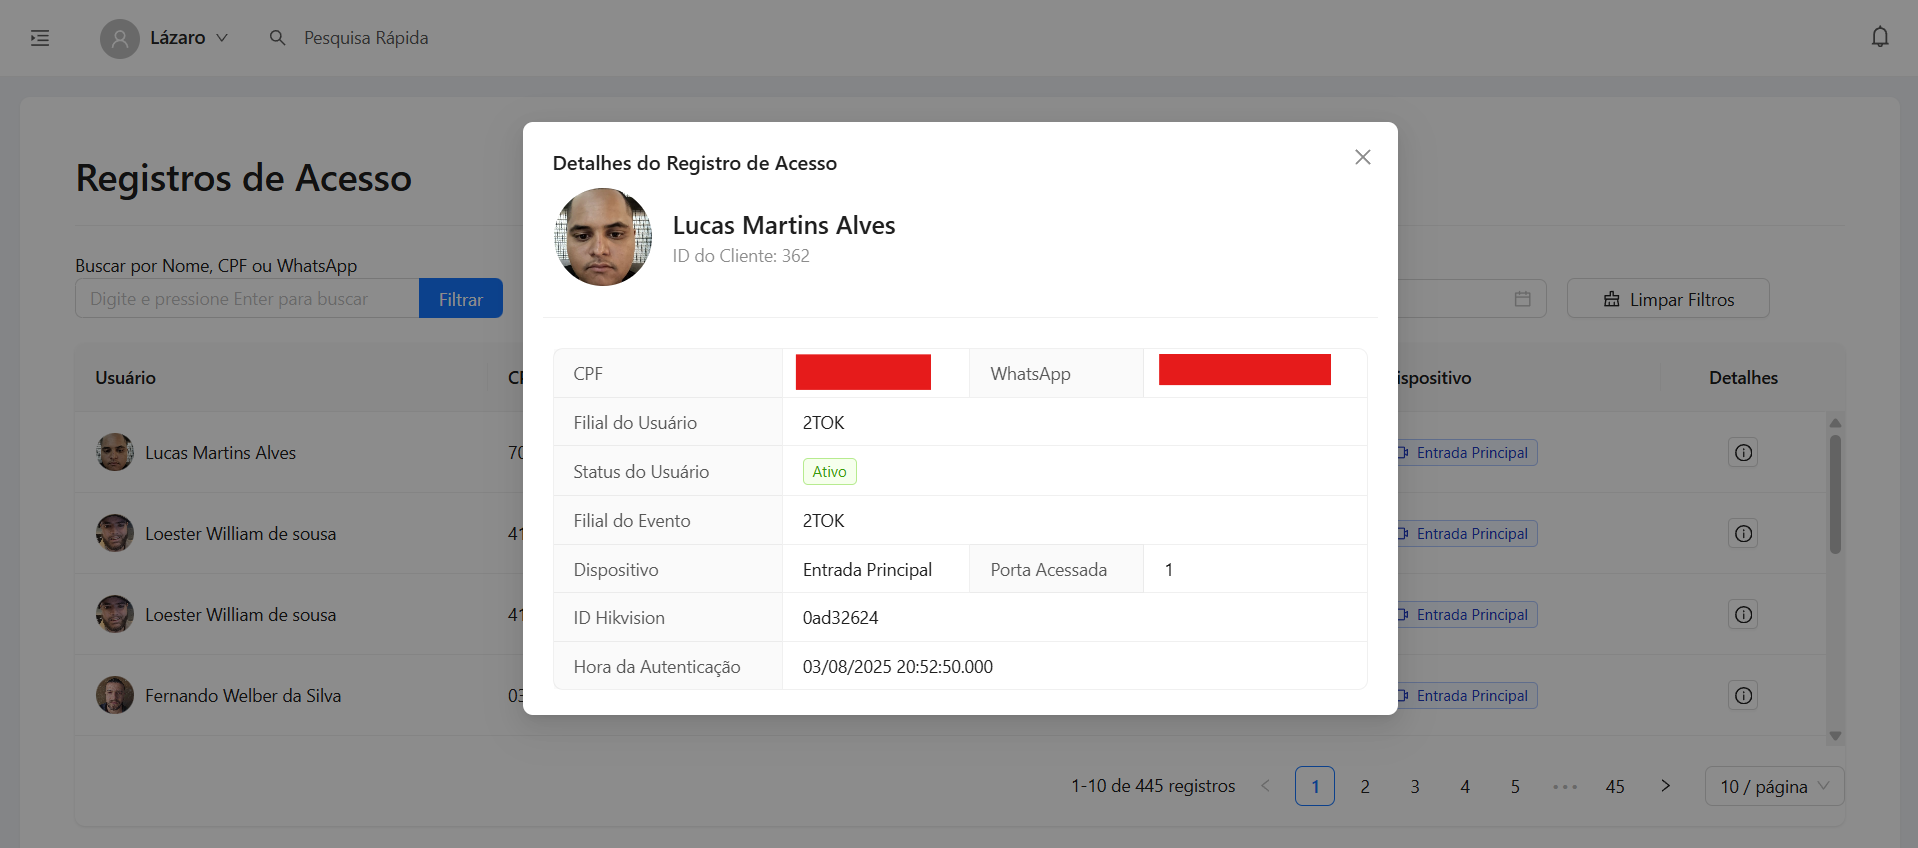 Lázaro
Pesquisa Rápida
Registros de Acesso
Buscar por Nome, CPF ou WhatsApp
Digite e pressione Enter para buscar
Filtrar
Limpar Filtros
Usuário
Detalhes
Lucas Martins Alves
70
Entrada Principal
Loester William de sousa
41
Entrada Principal
Loester William de sousa
41
Entrada Principal
Fernando Welber da Silva
03
Entrada Principal
1-10 de 445 registros
1
2
3
4
5
•••
45
10 / página
Detalhes do Registro de Acesso
Lucas Martins Alves
ID do Cliente: 362
CPF
WhatsApp
Filial do Usuário
2TOK
Status do Usuário
Ativo
Filial do Evento
2TOK
Dispositivo
Entrada Principal
Porta Acessada
1
ID Hikvision
0ad32624
Hora da Autenticação
03/08/2025 20:52:50.000